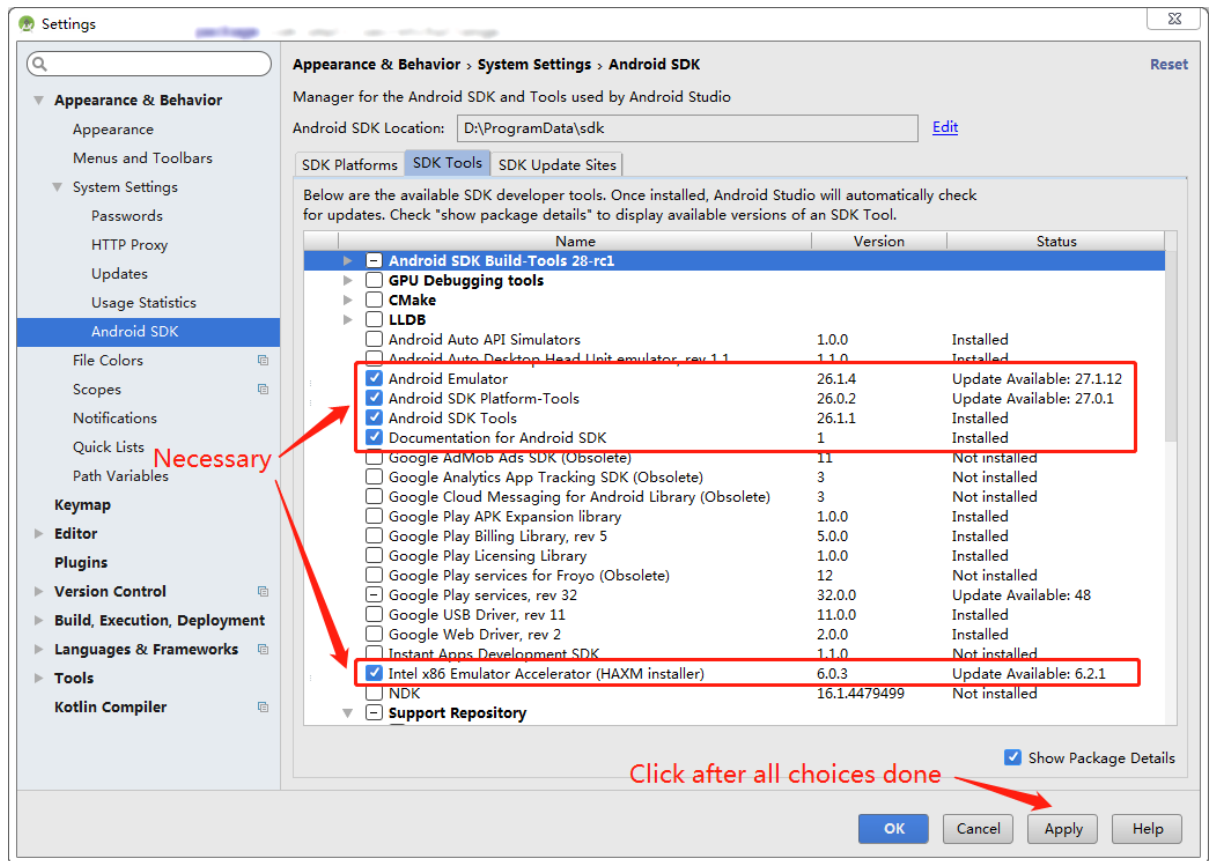 Settings
Appearance & Behavior › System Settings › Android SDK
Reset
Manager for the Android SDK and Tools used by Android Studio
Android SDK Location:
D:\ProgramData\sdk
Edit
Appearance & Behavior
Appearance
Menus and Toolbars
System Settings
Passwords
HTTP Proxy
Updates
Usage Statistics
Android SDK
File Colors
Scopes
Notifications
Quick Lists
Path Variables
Keymap
Editor
Plugins
Version Control
Build, Execution, Deployment
Languages & Frameworks
Tools
Kotlin Compiler
SDK Platforms SDK Tools SDK Update Sites
Below are the available SDK developer tools. Once installed, Android Studio will automatically check
for updates. Check "show package details" to display available versions of an SDK Tool.
Name Version Status
Android SDK Build-Tools 28-rc1
GPU Debugging tools
CMake
LLDB
Android Auto API Simulators 1.0.0 Installed
Android Auto Desktop Head Unit emulator, rev 1.1 1.1.0 Installed
Android Emulator 26.1.4 Update Available: 27.1.12
Android SDK Platform-Tools 26.0.2 Update Available: 27.0.1
Android SDK Tools 26.1.1 Installed
Documentation for Android SDK 1 Installed
Google AdMob Ads SDK (Obsolete) 11 Not installed
Google Analytics App Tracking SDK (Obsolete) 3 Not installed
Google Cloud Messaging for Android Library (Obsolete) 3 Not installed
Google Play APK Expansion library 1.0.0 Installed
Google Play Billing Library, rev 5 5.0.0 Installed
Google Play Licensing Library 1.0.0 Installed
Google Play services for Froyo (Obsolete) 12 Not installed
Google Play services, rev 32 32.0.0 Update Available: 48
Google USB Driver, rev 11 11.0.0 Installed
Google Web Driver, rev 2 2.0.0 Installed
Instant Apps Development SDK 1.1.0 Not installed
Intel x86 Emulator Accelerator (HAXM installer) 6.0.3 Update Available: 6.2.1
NDK 16.1.4479499 Not installed
Support Repository
Necessary
Show Package Details
Click after all choices done
OK Cancel Apply Help